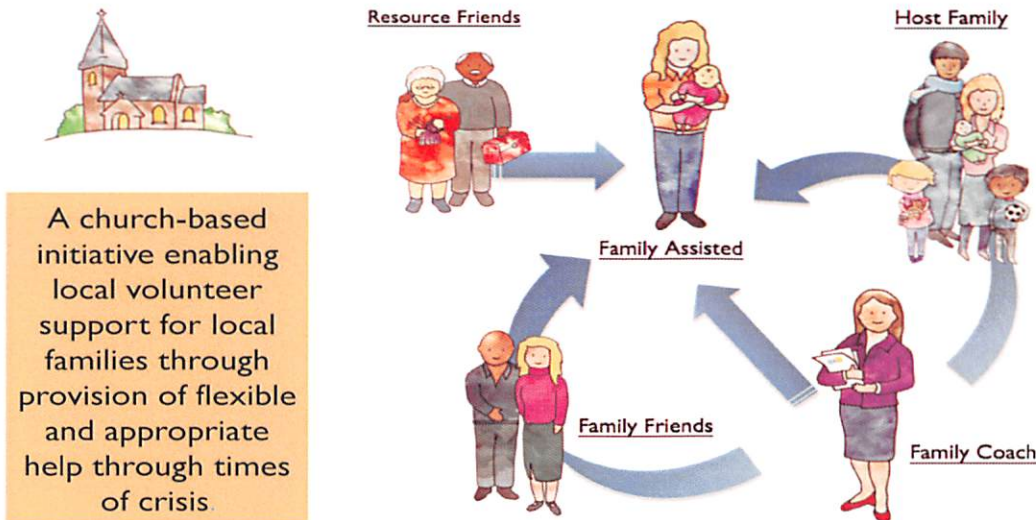 Resource Friends
Host Family
Family Assisted
A church-based
initiative enabling
local volunteer
support for local
families through
provision of flexible
and appropriate
help through times
of crisis.
Family Friends
Family Coach